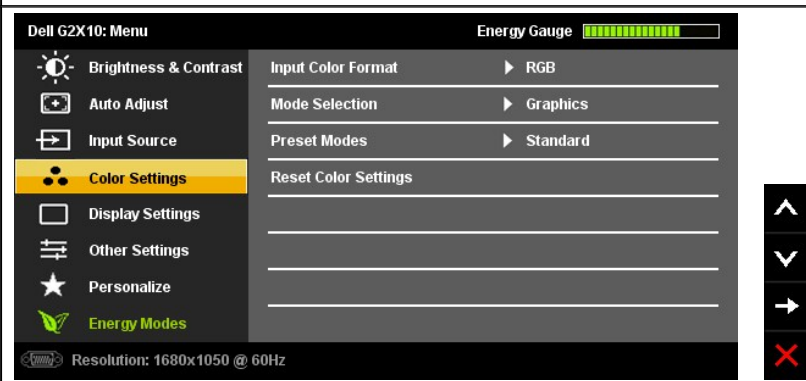 Dell G2X10: Menu Energy Gauge
Brightness & Contrast Input Color Format RGB
Auto Adjust Mode Selection Graphics
Input Source Preset Modes Standard
Color Settings Reset Color Settings
Display Settings
Other Settings
Personalize
Energy Modes
Resolution: 1680x1050 @ 60Hz